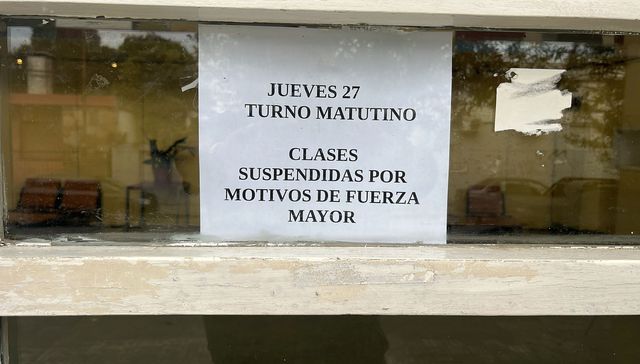 JUEVES 27
TURNO MATUTINO
CLASES
SUSPENDIDAS POR
MOTIVOS DE FUERZA
MAYOR